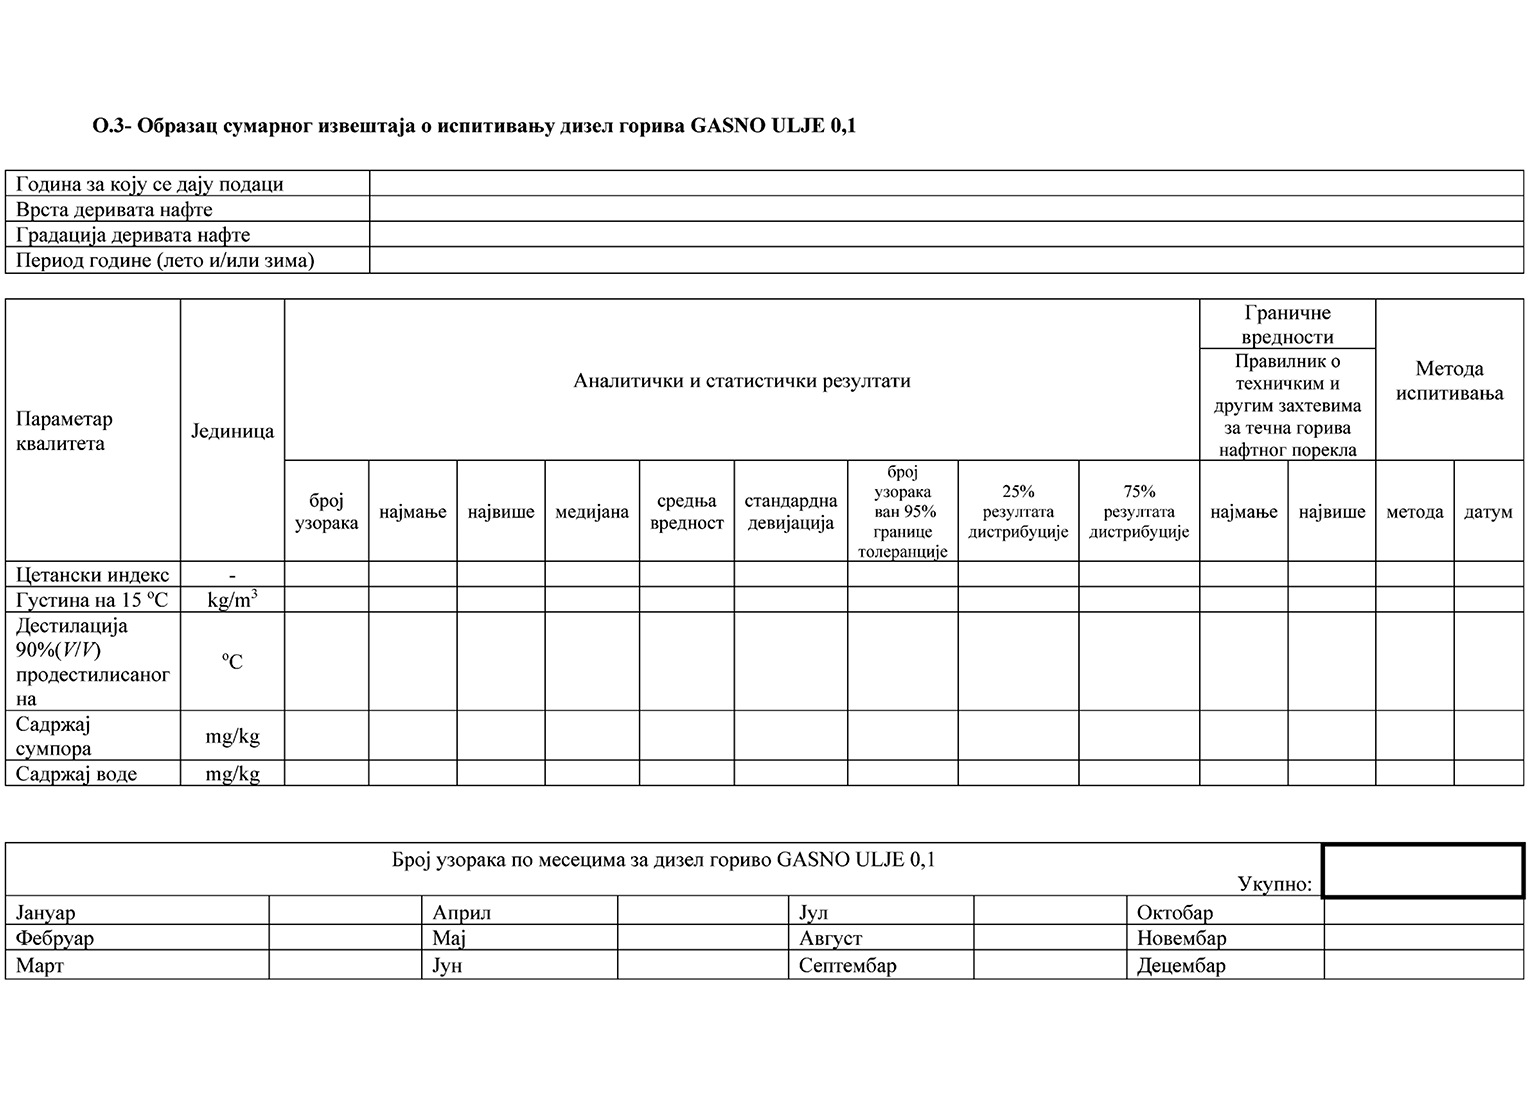 О.3- Образац сумарног извештаја о испитивању дизел горива GASNO ULJE 0,1
Година за коју се дају подаци
Врста деривата нафте
Градација деривата нафте
Период године (лето и/или зима)
Параметар
квалитета
Јединица
Аналитички и статистички резултати
Граничне
вредности
Правилник о
техничким и
другим захтевима
за течна горива
нафтног порекла
Метода
испитивања
број
узорака
најмање
највише
медијана
средња
вредност
стандардна
девијација
број
узорака
ван 95%
границе
толеранције
25%
резултата
дистрибуције
75%
резултата
дистрибуције
најмање
највише
метода
датум
Цетански индекс
-
Густина на 15 ºC
kg/m³
Дестилација
90%(V/V)
продестилисаног
на
ºC
Садржај
сумпора
mg/kg
Садржај воде
mg/kg
Број узорака по месецима за дизел гориво GASNO ULJE 0,1
Укупно:
Јануар
Април
Јул
Октобар
Фебруар
Мај
Август
Новембар
Март
Јун
Септембар
Децембар